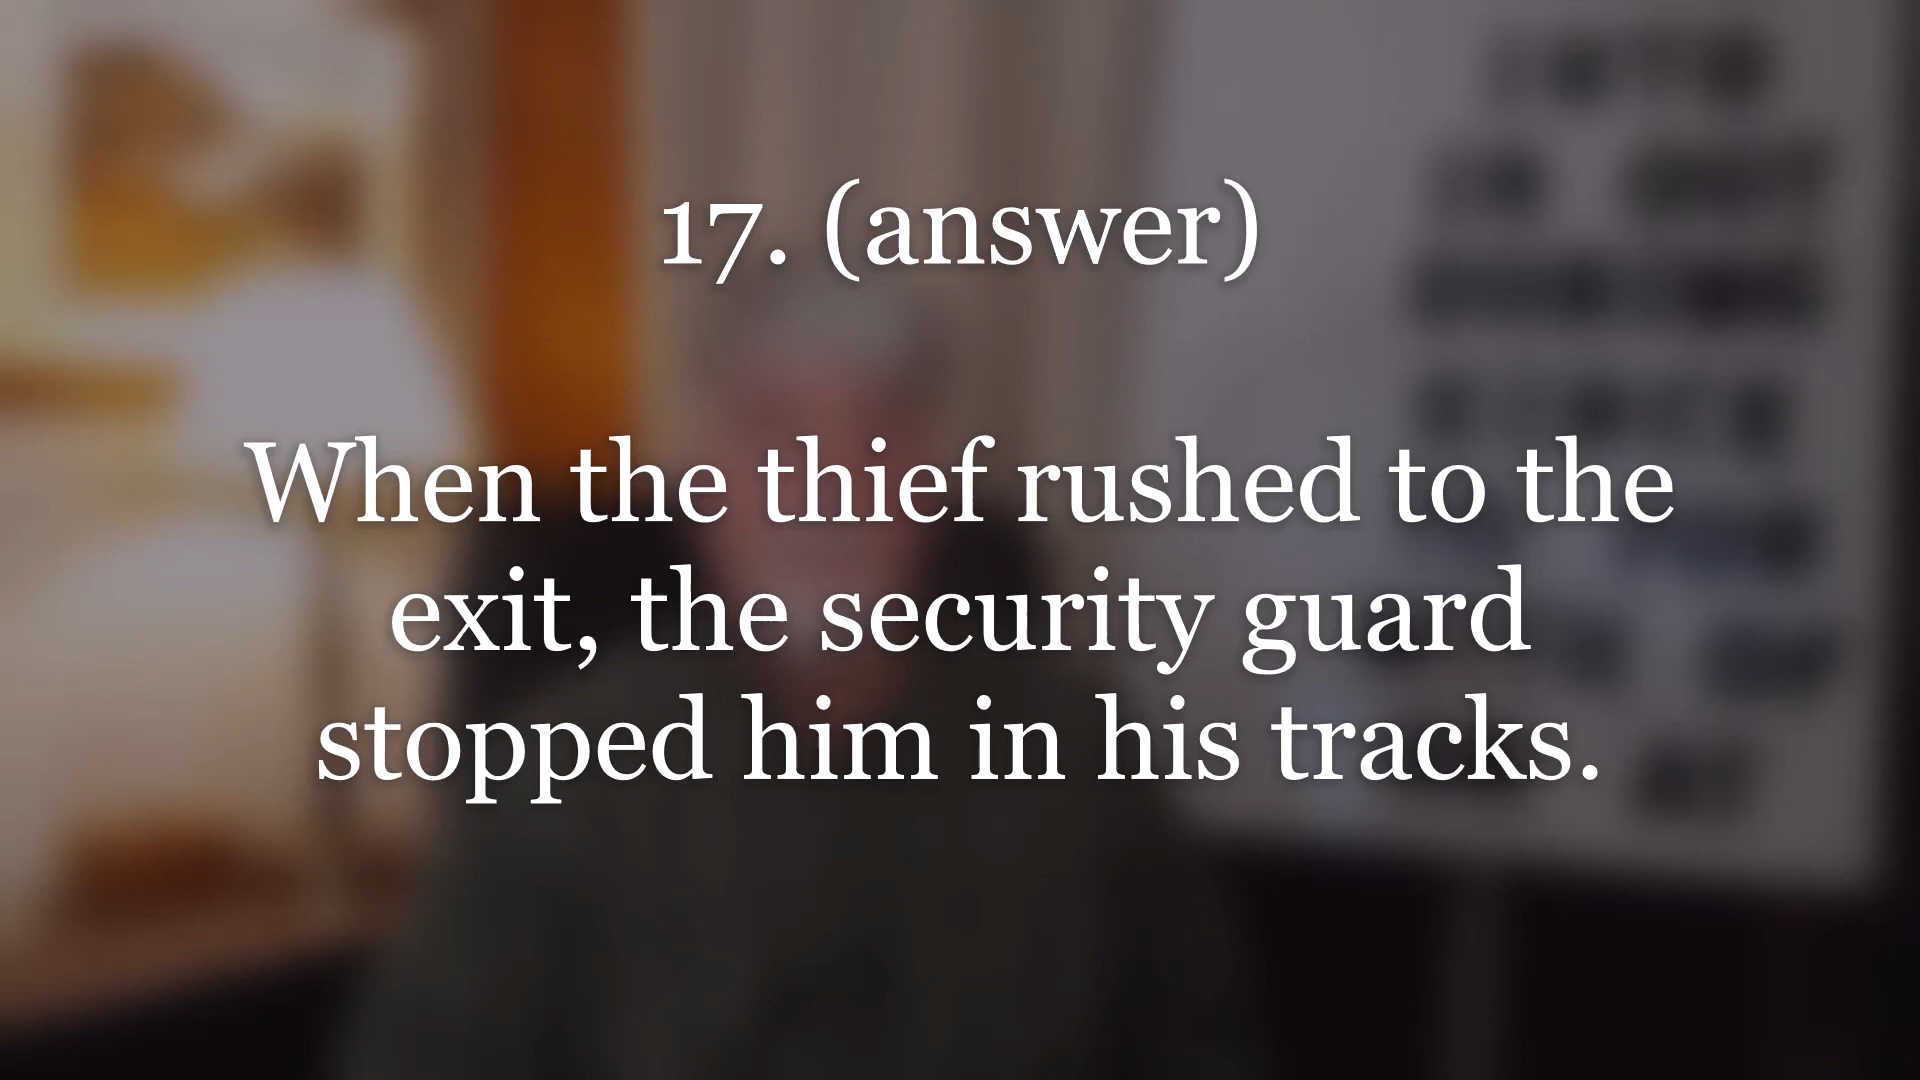 17. (answer)
When the thief rushed to the
exit, the security guard
stopped him in his tracks.